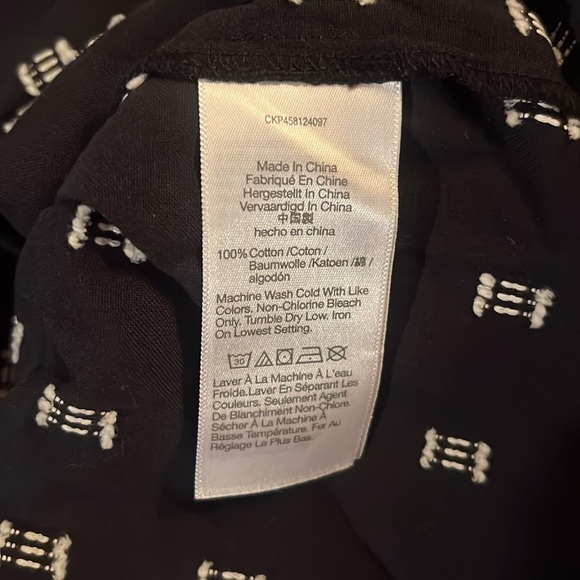 CKP458124097
Made In China
Fabriqué En Chine
Hergestellt In China
Vervaardigd In China
中国製
hecho en china
100% Cotton /Coton /
Baumwolle /Katoen /綿 /
algodón
Machine Wash Cold With Like
Colors. Non-Chlorine Bleach
Only. Tumble Dry Low. Iron
On Lowest Setting.
30
Laver À La Machine À L'eau
Froide.Laver En Séparant Les
Couleurs. Seulement Agent
De Blanchiment Non-Chlore.
Sécher À La Machine À
Basse Température. Fer Au
Réglage Le Plus Bas.